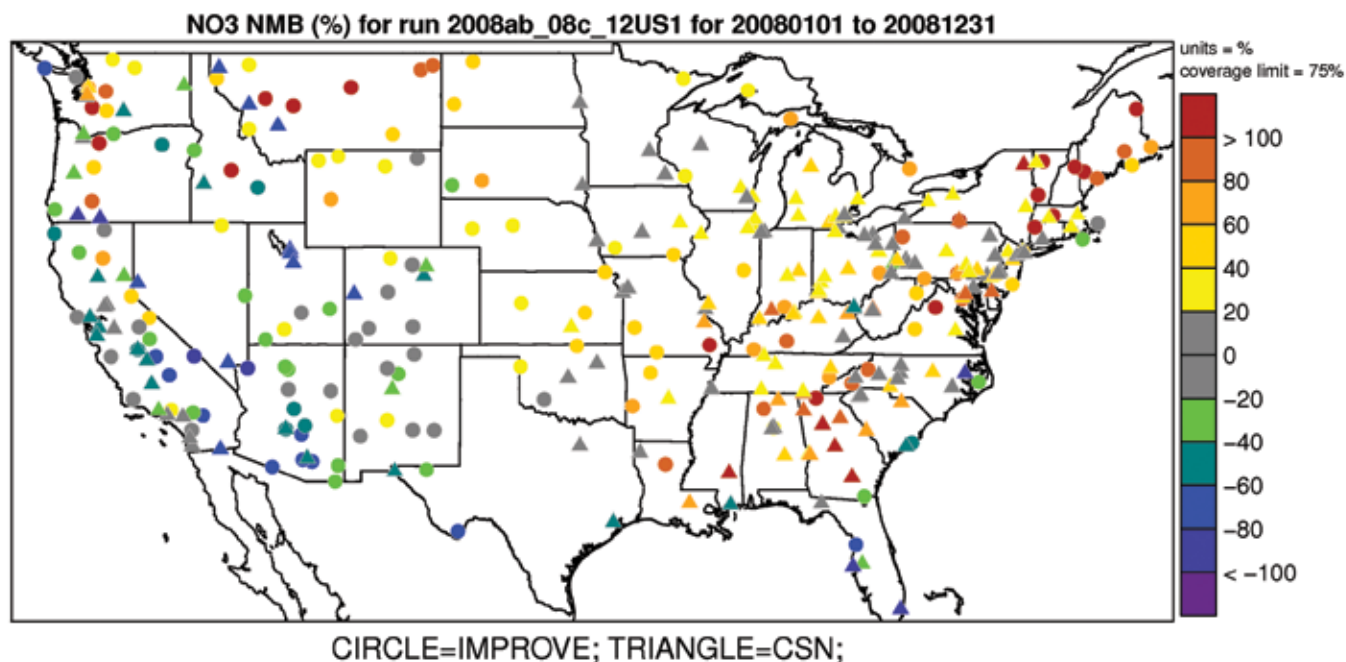 NO3 NMB (%) for run 2008ab_08c_12US1 for 20080101 to 20081231
units = %
coverage limit = 75%
> 100
80
60
40
20
0
−20
−40
−60
−80
< −100
CIRCLE=IMPROVE; TRIANGLE=CSN;